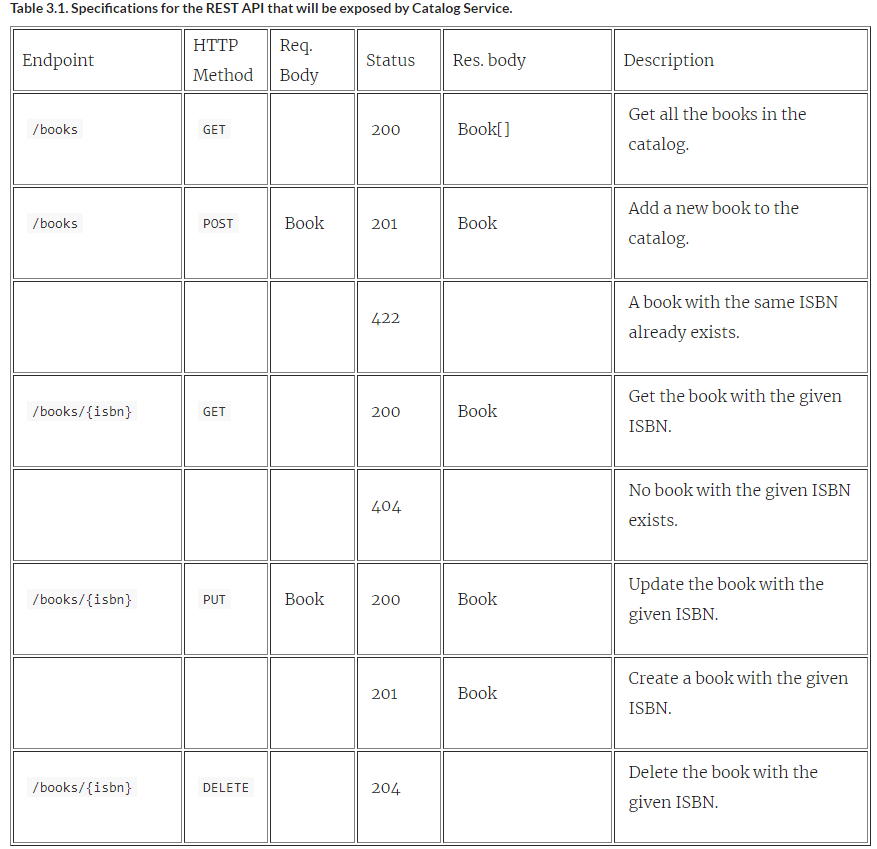 Table 3.1. Specifications for the REST API that will be exposed by Catalog Service.
Endpoint
HTTP
Method
Req.
Body
Status
Res. body
Description
/books
GET
200
Book[]
Get all the books in the
catalog.
/books
POST
Book
201
Book
Add a new book to the
catalog.
422
A book with the same ISBN
already exists.
/books/{isbn}
GET
200
Book
Get the book with the given
ISBN.
404
No book with the given ISBN
exists.
/books/{isbn}
PUT
Book
200
Book
Update the book with the
given ISBN.
201
Book
Create a book with the given
ISBN.
/books/{isbn}
DELETE
204
Delete the book with the
given ISBN.